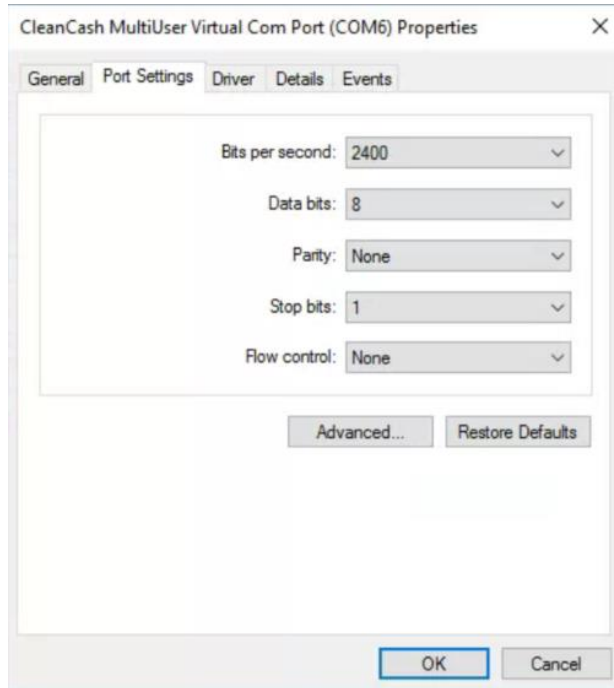 CleanCash MultiUser Virtual Com Port (COM6) Properties
General Port Settings Driver Details Events
Bits per second: 2400
Data bits: 8
Parity: None
Stop bits: 1
Flow control: None
Advanced... Restore Defaults
OK Cancel